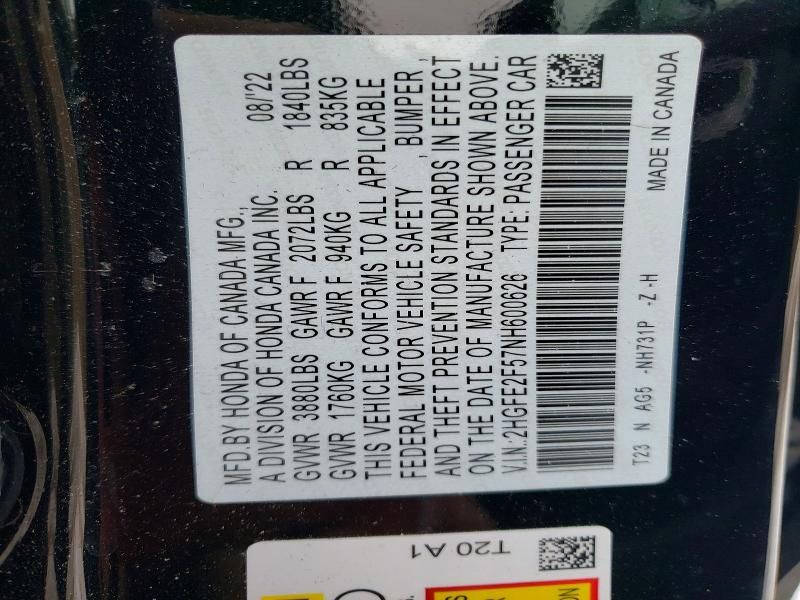 MFD.BY HONDA OF CANADA MFG., 08/'22
A DIVISION OF HONDA CANADA INC.
GVWR 3880LBS GAWR F 2072LBS R 1840LBS
GVWR 1760KG GAWR F 940KG R 835KG
THIS VEHICLE CONFORMS TO ALL APPLICABLE
FEDERAL MOTOR VEHICLE SAFETY , BUMPER ,
AND THEFT PREVENTION STANDARDS IN EFFECT
ON THE DATE OF MANUFACTURE SHOWN ABOVE.
V.I.N:2HGFE2F57NH600626 TYPE: PASSENGER CAR
T23 N AG5 -NH731P -Z -H MADE IN CANADA
T20 A1